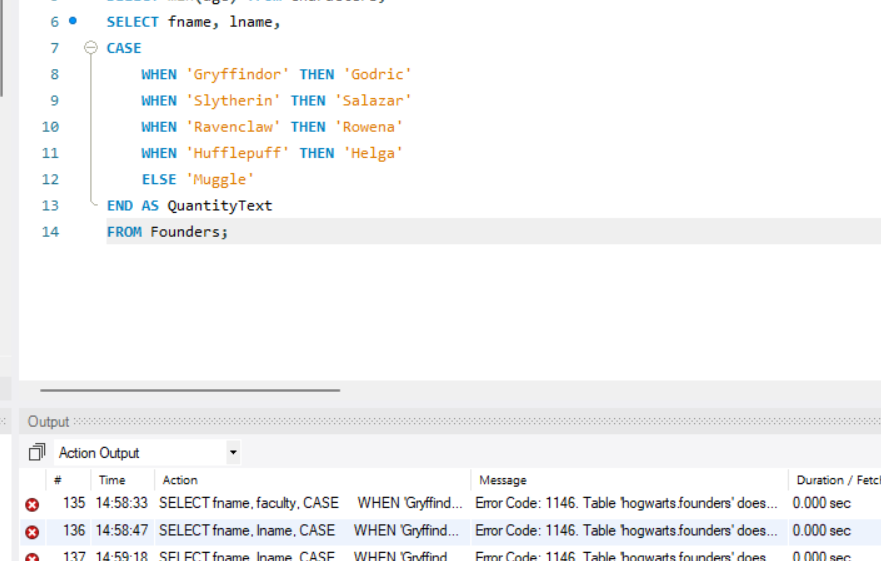 6 SELECT fname, lname,
7 CASE
8 WHEN 'Gryffindor' THEN 'Godric'
9 WHEN 'Slytherin' THEN 'Salazar'
10 WHEN 'Ravenclaw' THEN 'Rowena'
11 WHEN 'Hufflepuff' THEN 'Helga'
12 ELSE 'Muggle'
13 END AS QuantityText
14 FROM Founders;
Output
Action Output
# Time Action Message Duration / Fetc
135 14:58:33 SELECT fname, faculty, CASE WHEN 'Gryffind... Error Code: 1146. Table 'hogwarts.founders' does... 0.000 sec
136 14:58:47 SELECT fname, lname, CASE WHEN 'Gryffind... Error Code: 1146. Table 'hogwarts.founders' does... 0.000 sec
137 14:59:18 SELECT fname, lname, CASE WHEN 'Gryffind Error Code: 1146. Table 'hogwarts.founders' does 0.000 sec